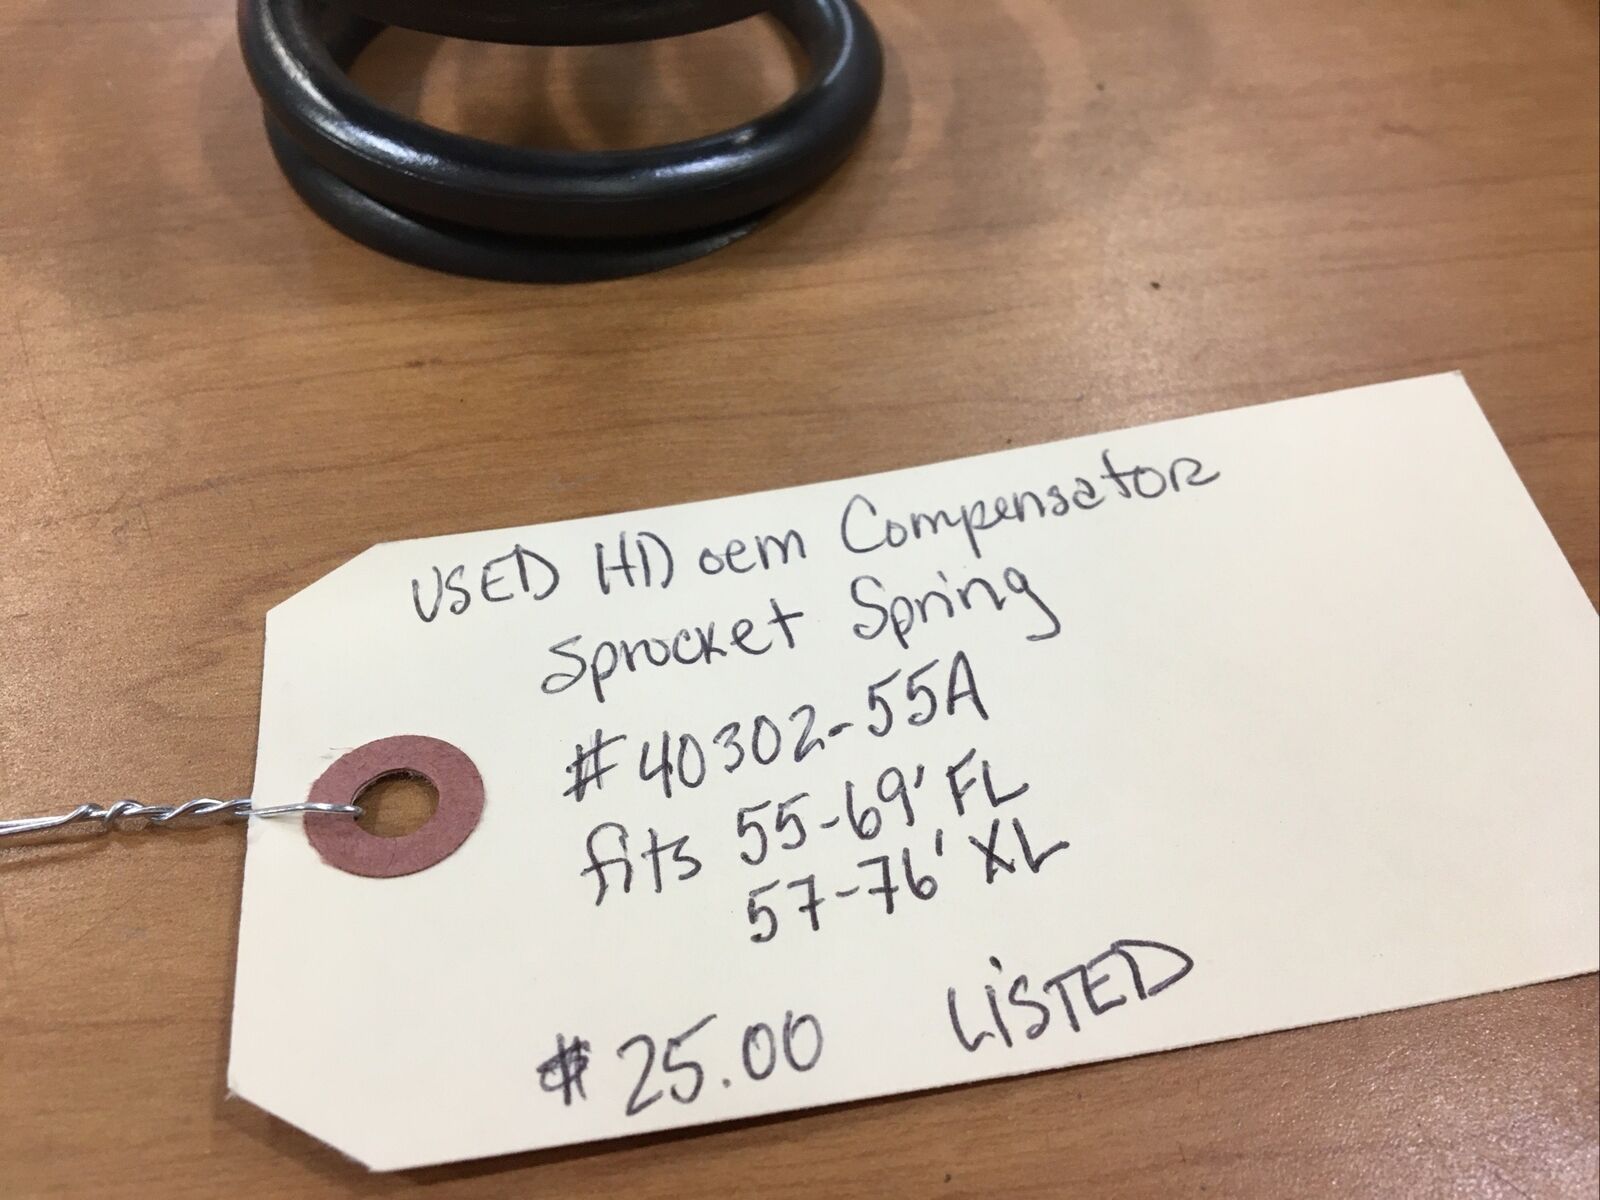 USED HD oem Compensator
Sprocket Spring
#40302-55A
fits 55-69' FL
57-76' XL
$25.00 LiSTED